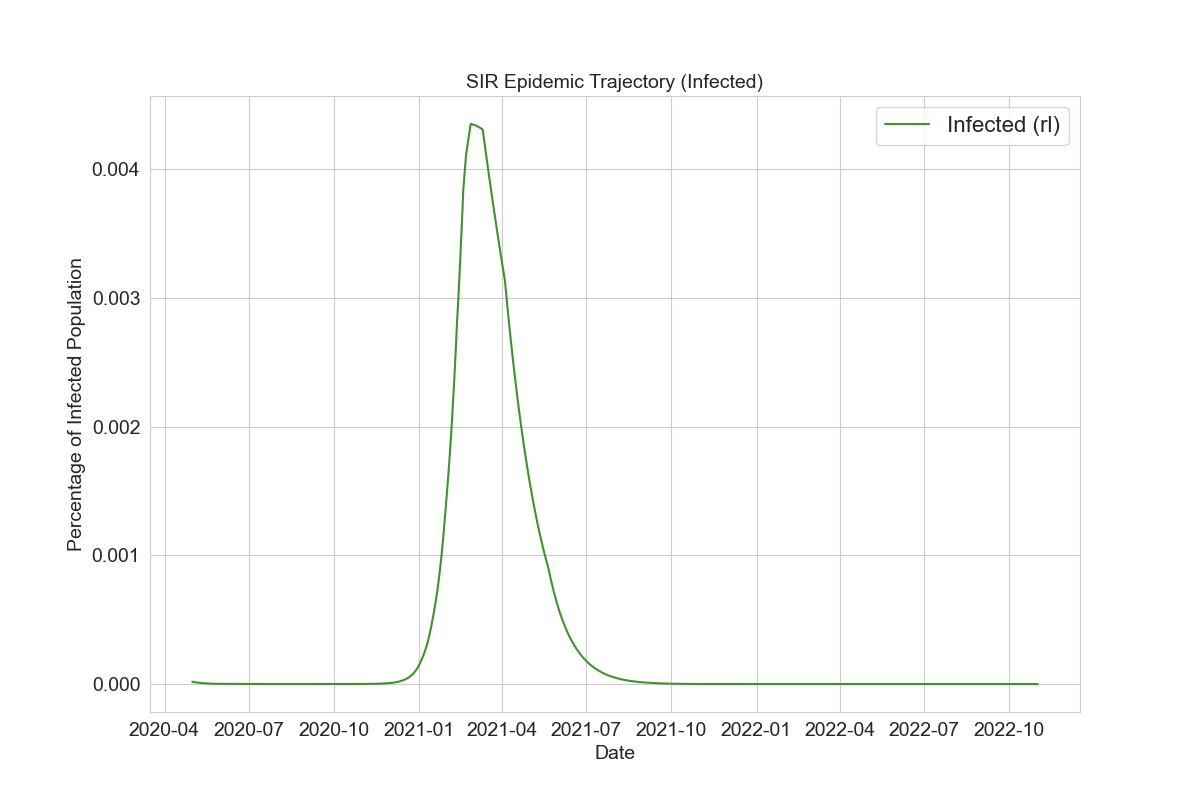 SIR Epidemic Trajectory (Infected)
Infected (rl)
Percentage of Infected Population
0.004
0.003
0.002
0.001
0.000
2020-04 2020-07 2020-10 2021-01 2021-04 2021-07 2021-10 2022-01 2022-04 2022-07 2022-10
Date